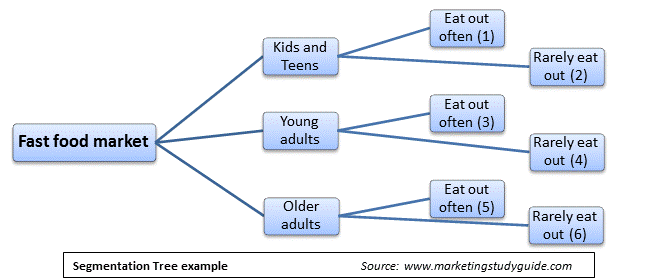 Fast food market
Kids and
Teens
Eat out
often (1)
Rarely eat
out (2)
Young
adults
Eat out
often (3)
Rarely eat
out (4)
Older
adults
Eat out
often (5)
Rarely eat
out (6)
Segmentation Tree example Source: www.marketingstudyguide.com